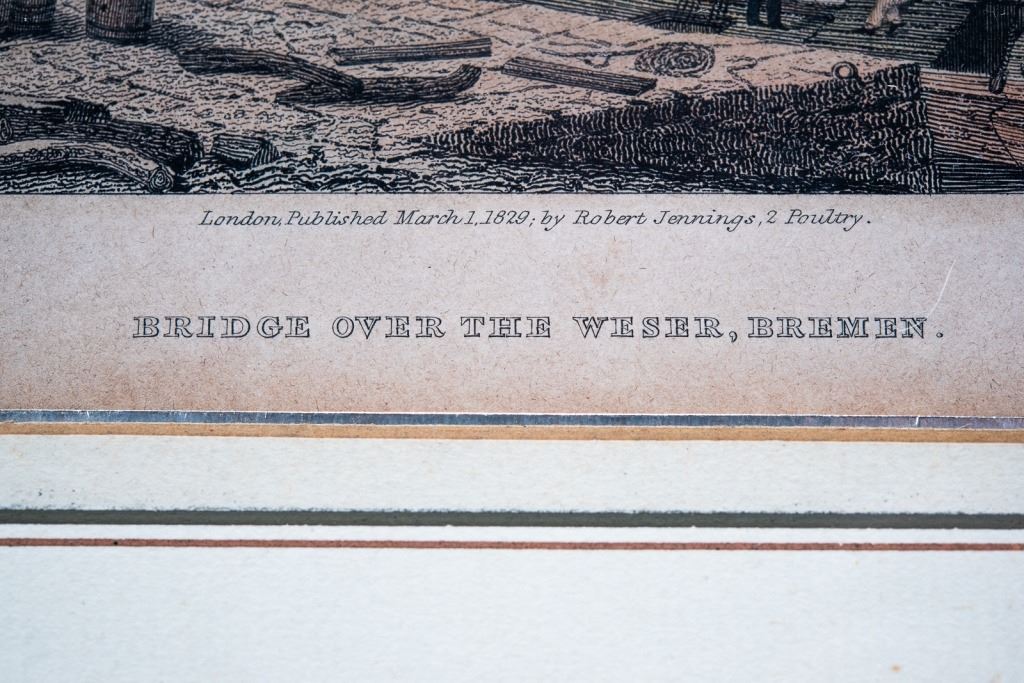 London, Published March 1, 1829; by Robert Jennings, 2 Poultry.
BRIDGE OVER THE WESER, BREMEN.